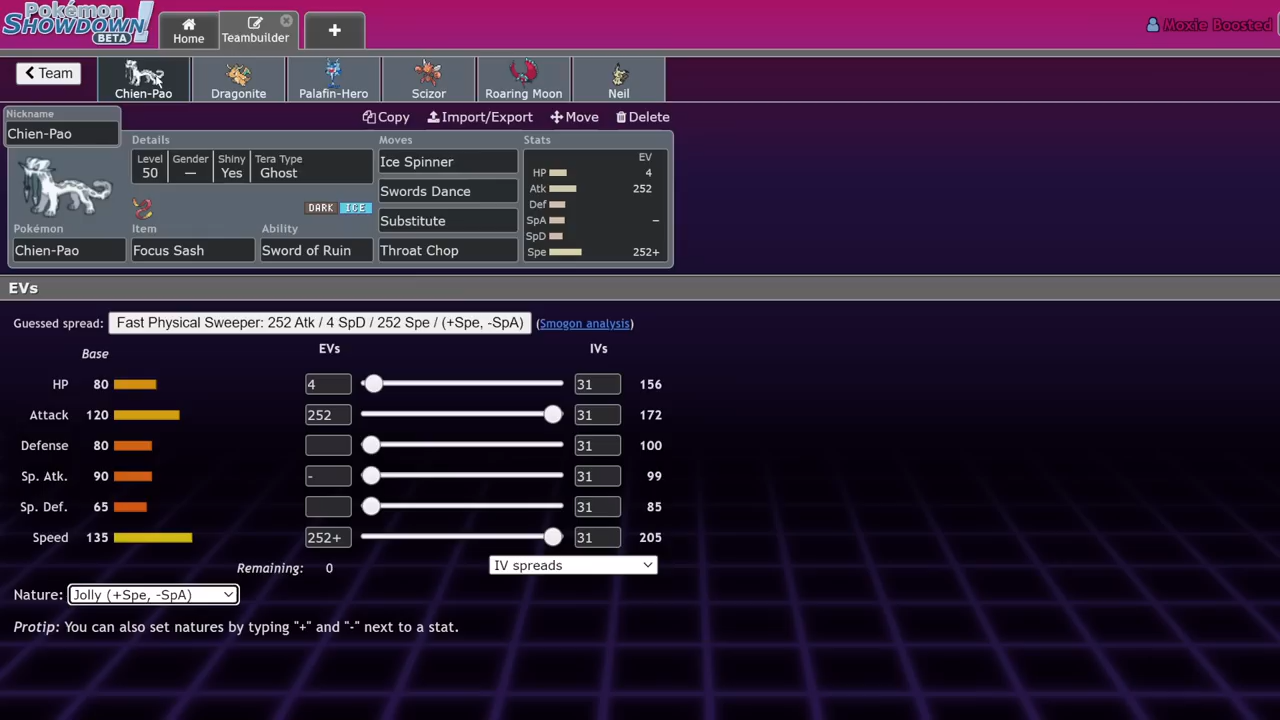 Pokémon
SHOWDOWN!
BETA
Home
Teambuilder
+
Moxie Boosted
< Team
Chien-Pao
Dragonite
Palafin-Hero
Scizor
Roaring Moon
Neil
Nickname
Chien-Pao
Copy
Import/Export
Move
Delete
Details
Moves
Stats
Level Gender Shiny Tera Type
50 — Yes Ghost
DARK ICE
Pokémon
Item
Ability
Chien-Pao
Focus Sash
Sword of Ruin
Ice Spinner
Swords Dance
Substitute
Throat Chop
EV
HP 4
Atk 252
Def
SpA –
SpD
Spe 252+
EVs
Guessed spread: Fast Physical Sweeper: 252 Atk / 4 SpD / 252 Spe / (+Spe, -SpA) (Smogon analysis)
Base EVs IVs
HP 80 4 31 156
Attack 120 252 31 172
Defense 80 31 100
Sp. Atk. 90 - 31 99
Sp. Def. 65 31 85
Speed 135 252+ 31 205
Remaining: 0
IV spreads
Nature: Jolly (+Spe, -SpA)
Protip: You can also set natures by typing "+" and "-" next to a stat.